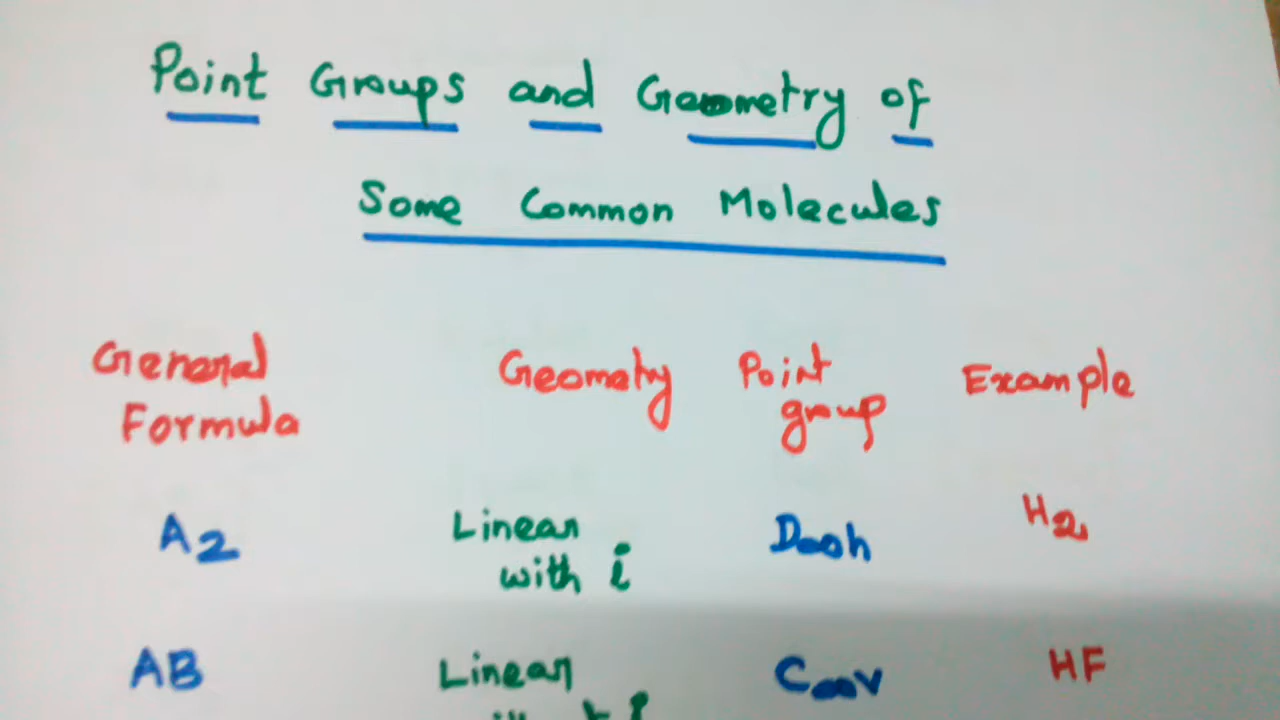 Point Groups and Geometry of
Some Common Molecules
General Formula Geometry Point group Example
A2 Linear with i D∞h H2
AB Linear C∞v HF